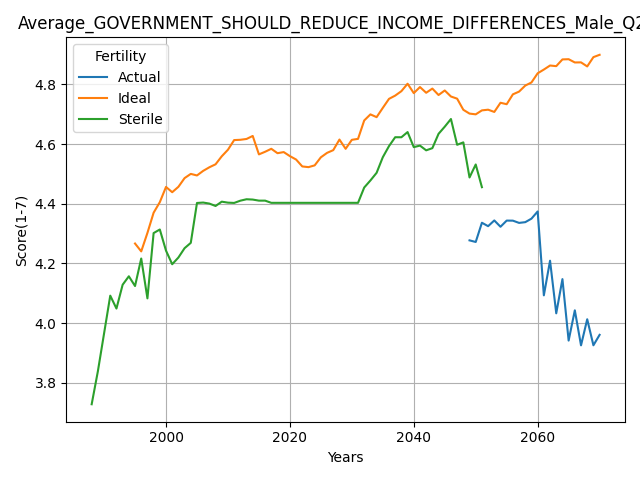 Average_GOVERNMENT_SHOULD_REDUCE_INCOME_DIFFERENCES_Male_Q2
Fertility
Actual
Ideal
Sterile
4.8
4.6
4.4
4.2
4.0
3.8
Score(1-7)
2000
2020
2040
2060
Years